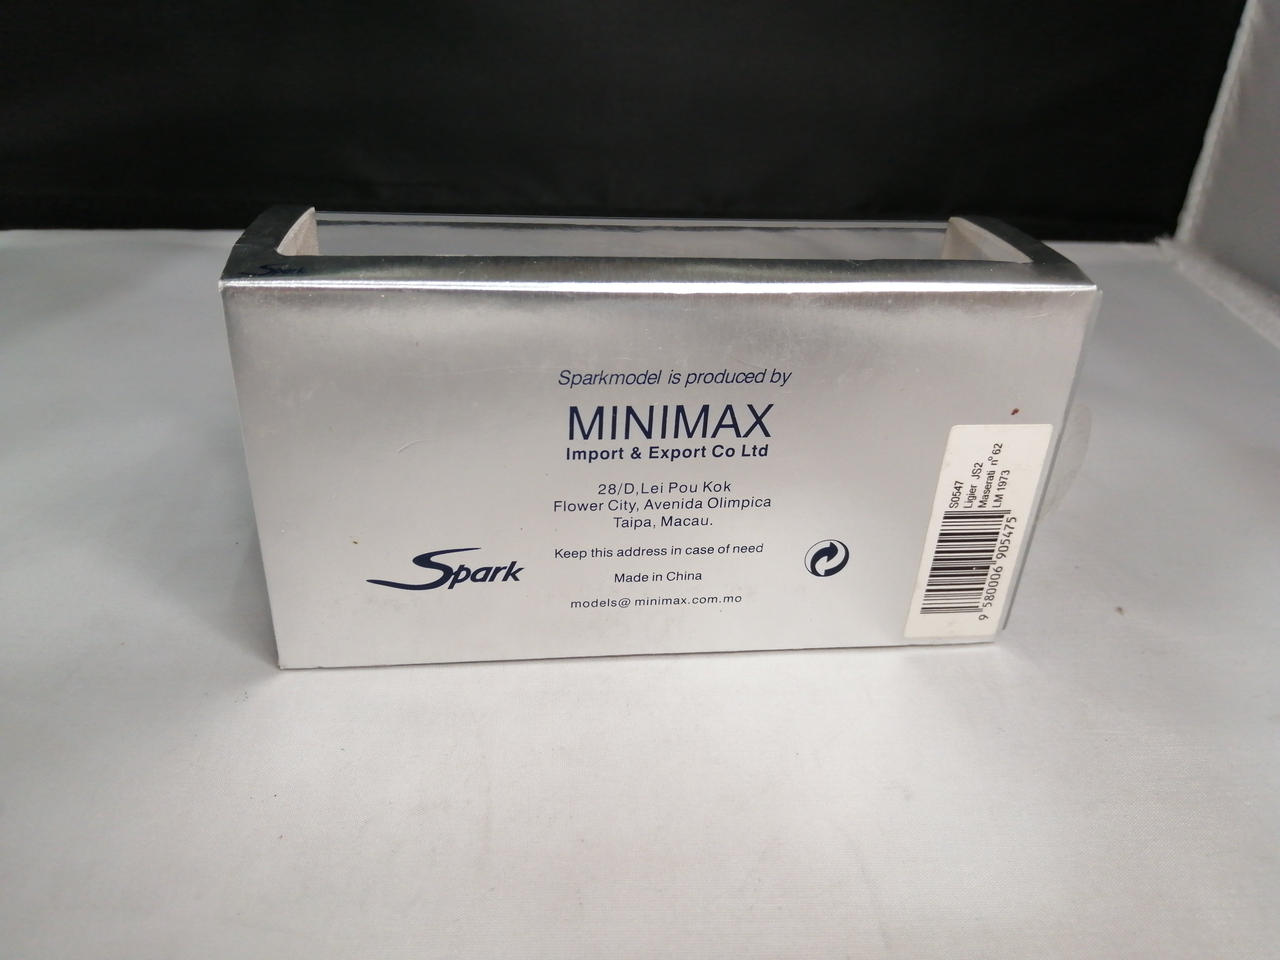 Spark
Sparkmodel is produced by
MINIMAX
Import & Export Co Ltd
28/D, Lei Pou Kok
Flower City, Avenida Olimpica
Taipa, Macau.
Keep this address in case of need
Made in China
models@minimax.com.mo
Spark
S0547
Ligier JS2
Maserati nº62
LM 1973
9 580006 905475